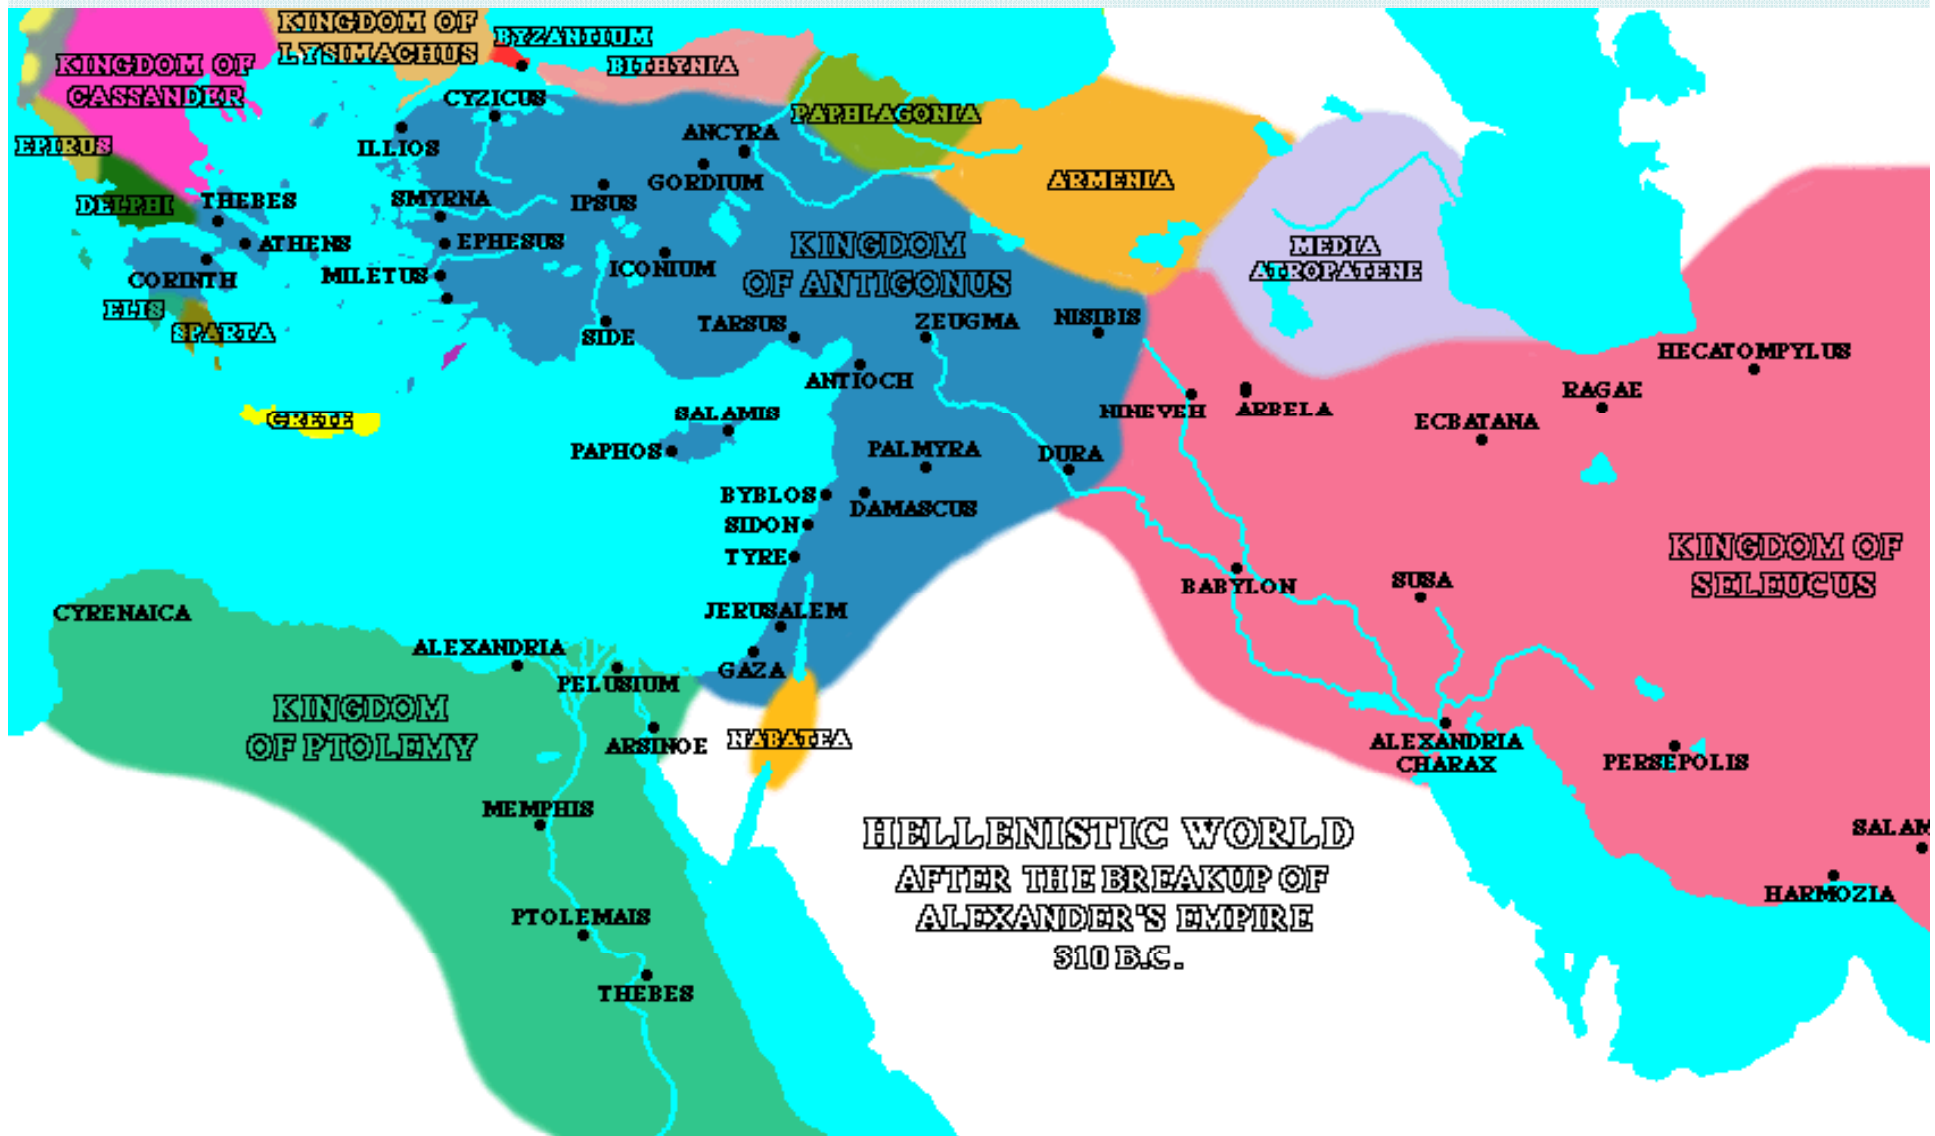 KINGDOM OF
LYSIMACHUS
BYZANTIUM
KINGDOM OF
CASSANDER
BITHYNIA
CYZICUS
PAPHLAGONIA
ANCYRA
EPIRUS
ILLIOS
GORDIUM
ARMENIA
DELPHI
THEBES
SMYRNA
IPSUS
ATHENS
EPHESUS
KINGDOM
OF ANTIGONUS
MEDIA
ATROPATENE
CORINTH
MILETUS
ICONIUM
ELIS
SPARTA
SIDE
TARSUS
ZEUGMA
NISIBIS
HECATOMPYLUS
ANTIOCH
RAGAE
CRETE
SALAMIS
NINEVEH
ARBELA
ECBATANA
PAPHOS
PALMYRA
DURA
BYBLOS
DAMASCUS
SIDON
TYRE
KINGDOM OF
SELEUCUS
BABYLON
SUSA
CYRENAICA
JERUSALEM
ALEXANDRIA
GAZA
PELUSIUM
KINGDOM
OF PTOLEMY
ARSINOE
NABATEA
ALEXANDRIA
CHARAX
PERSEPOLIS
MEMPHIS
HELLENISTIC WORLD
AFTER THE BREAKUP OF
ALEXANDER'S EMPIRE
310 B.C.
SALAM
HARMOZIA
PTOLEMAIS
THEBES